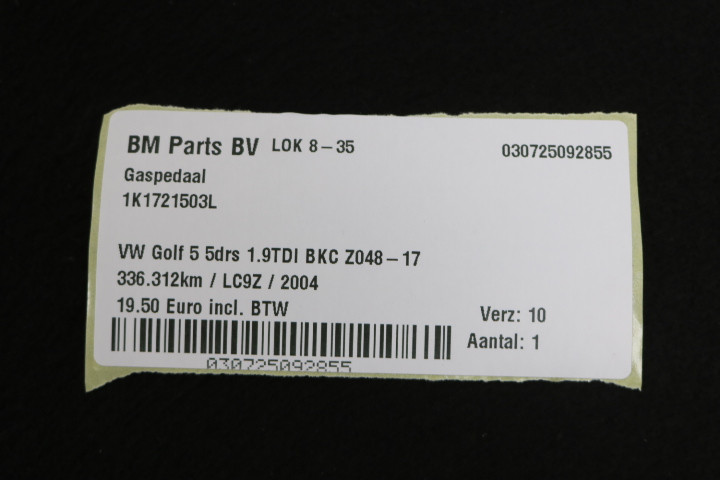 BM Parts BV LOK 8-35 030725092855
Gaspedaal
1K1721503L
VW Golf 5 5drs 1.9TDI BKC Z048-17
336.312km / LC9Z / 2004
19.50 Euro incl. BTW
Verz: 10
Aantal: 1
030725092855